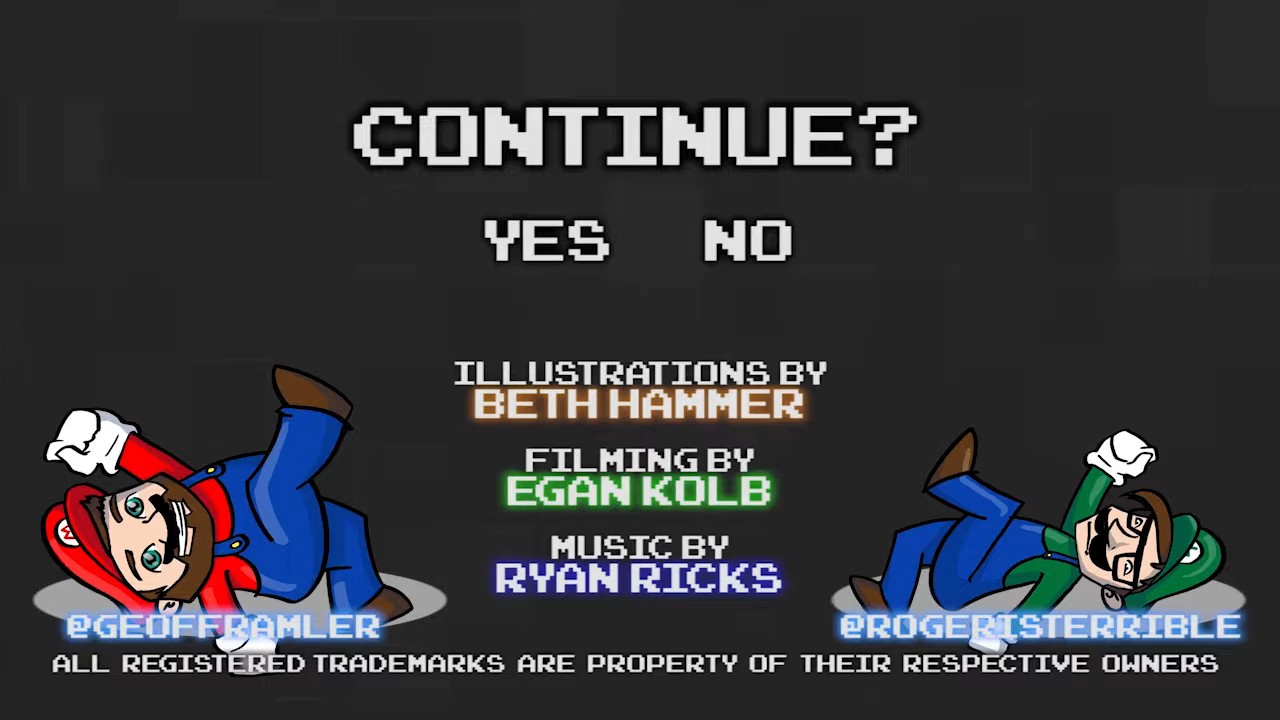 CONTINUE?
YES NO
ILLUSTRATIONS BY
BETH HAMMER
FILMING BY
EGAN KOLB
MUSIC BY
RYAN RICKS
@GEOFFRAMLER
@ROGERISTERRIBLE
ALL REGISTERED TRADEMARKS ARE PROPERTY OF THEIR RESPECTIVE OWNERS